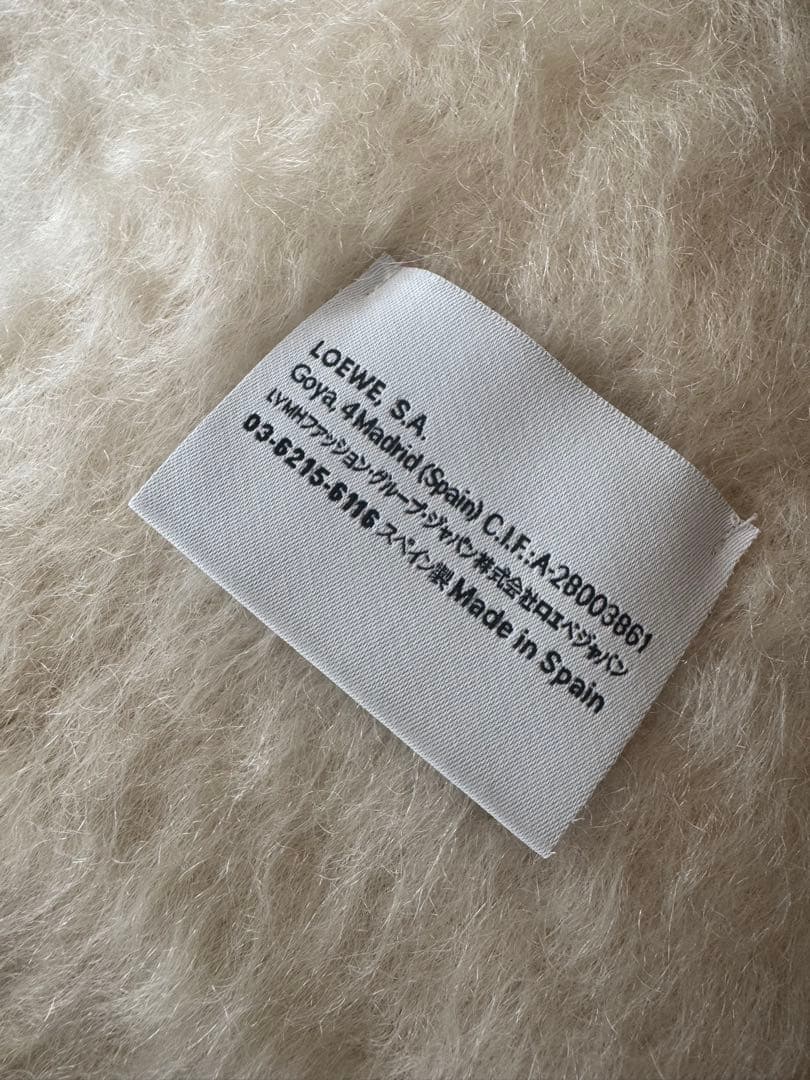 LOEWE, S.A.
Goya, 4 Madrid (Spain) C.I.F.:A-28003861
LVMHファッション・グループ・ジャパン株式会社ロエベジャパン
03-6215-6116 スペイン製 Made in Spain